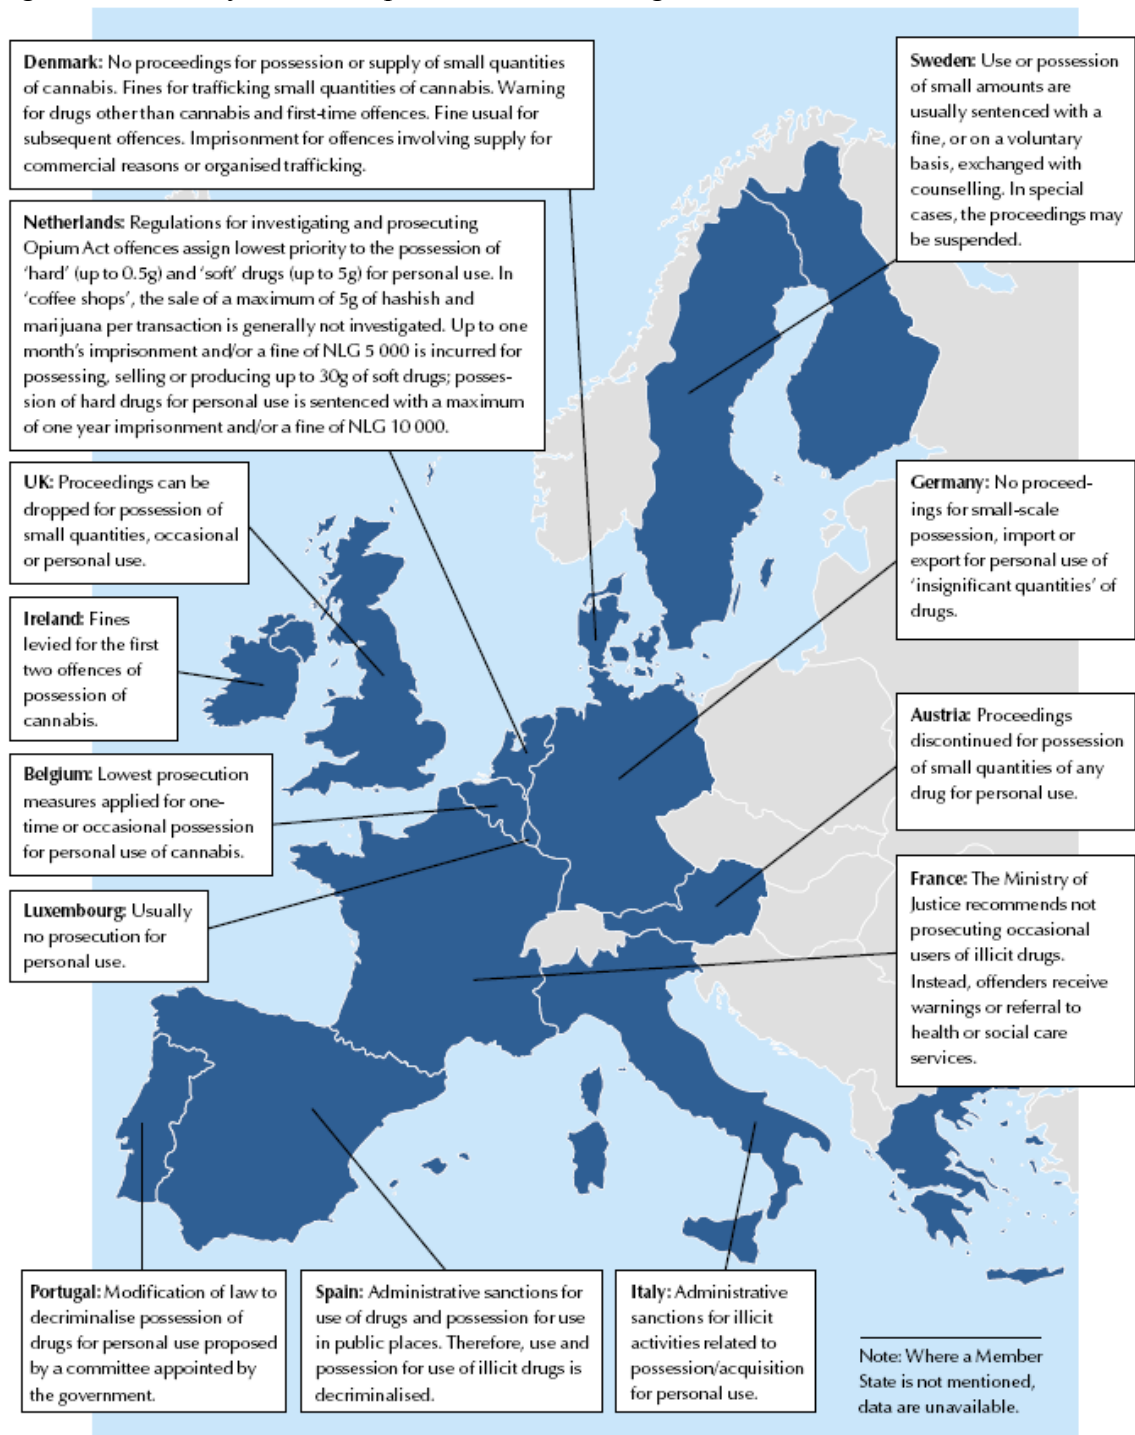 Denmark: No proceedings for possession or supply of small quantities
of cannabis. Fines for trafficking small quantities of cannabis. Warning
for drugs other than cannabis and first-time offences. Fine usual for
subsequent offences. Imprisonment for offences involving supply for
commercial reasons or organised trafficking.
Sweden: Use or possession
of small amounts are
usually sentenced with a
fine, or on a voluntary
basis, exchanged with
counselling. In special
cases, the proceedings may
be suspended.
Netherlands: Regulations for investigating and prosecuting
Opium Act offences assign lowest priority to the possession of
'hard' (up to 0.5g) and 'soft' drugs (up to 5g) for personal use. In
'coffee shops', the sale of a maximum of 5g of hashish and
marijuana per transaction is generally not investigated. Up to one
month's imprisonment and/or a fine of NLG 5 000 is incurred for
possessing, selling or producing up to 30g of soft drugs; posses-
sion of hard drugs for personal use is sentenced with a maximum
of one year imprisonment and/or a fine of NLG 10 000.
UK: Proceedings can be
dropped for possession of
small quantities, occasional
or personal use.
Germany: No proceed-
ings for small-scale
possession, import or
export for personal use of
'insignificant quantities' of
drugs.
Ireland: Fines
levied for the first
two offences of
possession of
cannabis.
Austria: Proceedings
discontinued for possession
of small quantities of any
drug for personal use.
Belgium: Lowest prosecution
measures applied for one-
time or occasional possession
for personal use of cannabis.
France: The Ministry of
Justice recommends not
prosecuting occasional
users of illicit drugs.
Instead, offenders receive
warnings or referral to
health or social care
services.
Luxembourg: Usually
no prosecution for
personal use.
Portugal: Modification of law to
decriminalise possession of
drugs for personal use proposed
by a committee appointed by
the government.
Spain: Administrative sanctions for
use of drugs and possession for use
in public places. Therefore, use and
possession for use of illicit drugs is
decriminalised.
Italy: Administrative
sanctions for illicit
activities related to
possession/acquisition
for personal use.
Note: Where a Member
State is not mentioned,
data are unavailable.